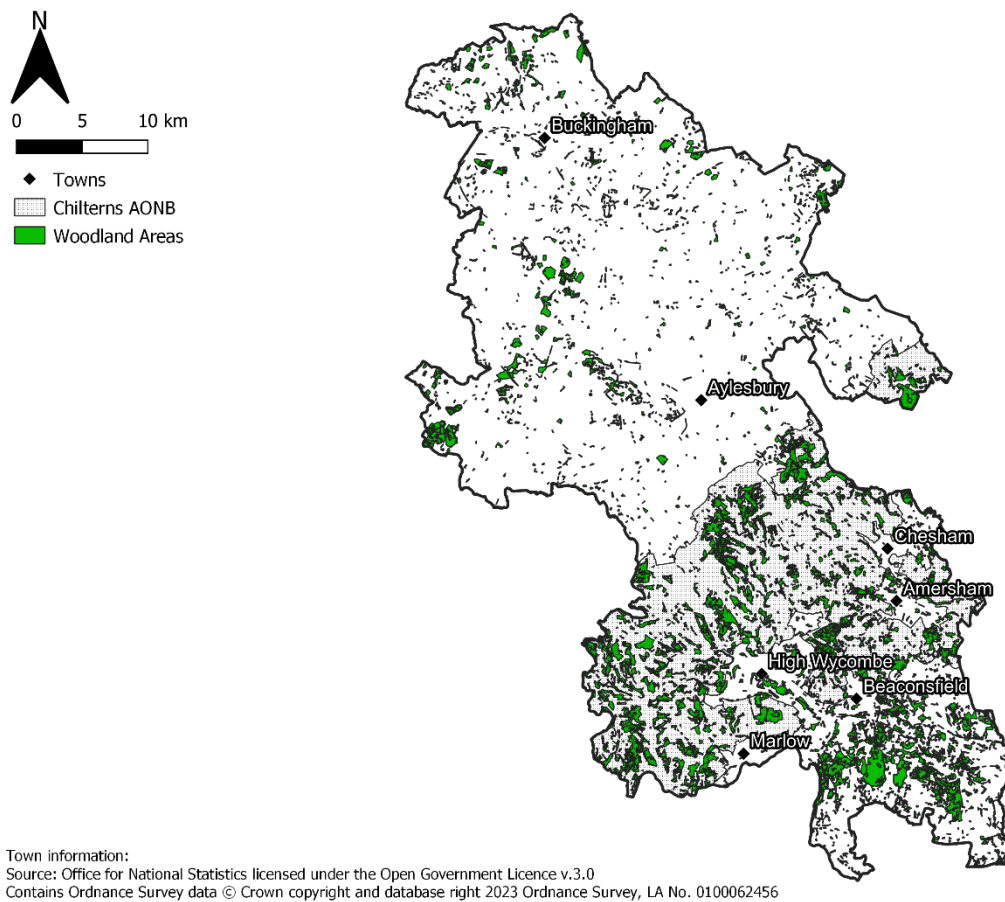 N
0 5 10 km
Towns
Chilterns AONB
Woodland Areas
Buckingham
Aylesbury
Chesham
Amersham
High Wycombe
Beaconsfield
Marlow
Town information:
Source: Office for National Statistics licensed under the Open Government Licence v.3.0
Contains Ordnance Survey data © Crown copyright and database right 2023 Ordnance Survey, LA No. 0100062456